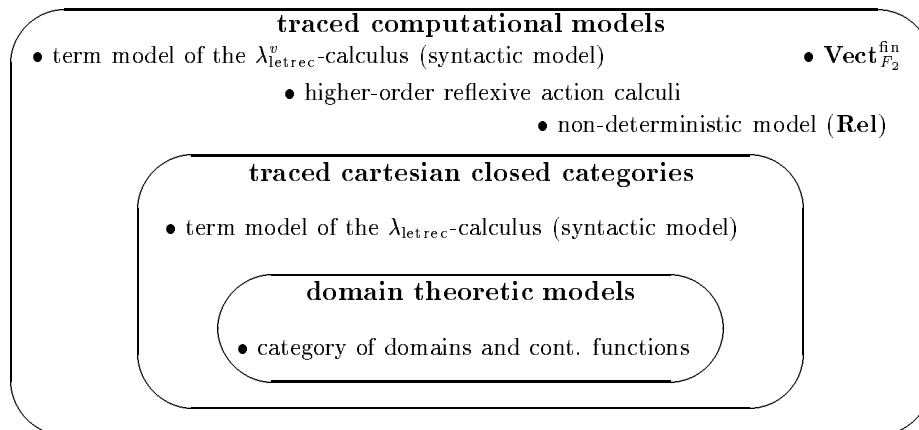 traced computational models
• term model of the λ^v_letrec-calculus (syntactic model) • Vect^fin_F₂
• higher-order reflexive action calculi
• non-deterministic model (Rel)
traced cartesian closed categories
• term model of the λ_letrec-calculus (syntactic model)
domain theoretic models
• category of domains and cont. functions